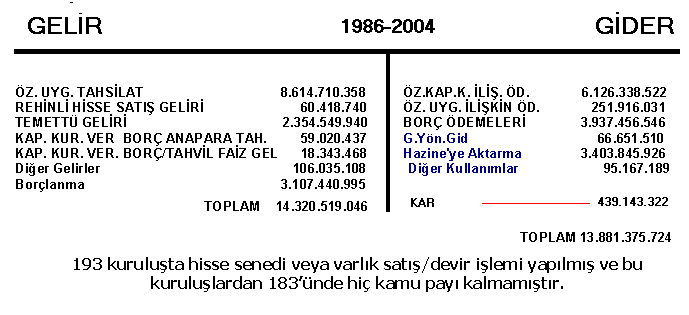 GELİR 1986-2004 GİDER
ÖZ. UYG. TAHSİLAT 8.614.710.358
REHİNLİ HİSSE SATIŞ GELİRİ 60.418.740
TEMETTÜ GELİRİ 2.354.549.940
KAP. KUR. VER BORÇ ANAPARA TAH. 59.020.437
KAP. KUR. VER. BORÇ/TAHVİL FAİZ GEL 18.343.468
Diğer Gelirler 106.035.108
Borçlanma 3.107.440.995
TOPLAM 14.320.519.046
ÖZ.KAP.K. İLİŞ. ÖD. 6.126.338.522
ÖZ. UYG. İLİŞKİN ÖD. 251.916.031
BORÇ ÖDEMELERİ 3.937.456.546
G.Yön.Gid 66.651.510
Hazine'ye Aktarma 3.403.845.926
Diğer Kullanımlar 95.167.189
KAR 439.143.322
TOPLAM 13.881.375.724
193 kuruluşta hisse senedi veya varlık satış/devir işlemi yapılmış ve bu
kuruluşlardan 183’ünde hiç kamu payı kalmamıştır.